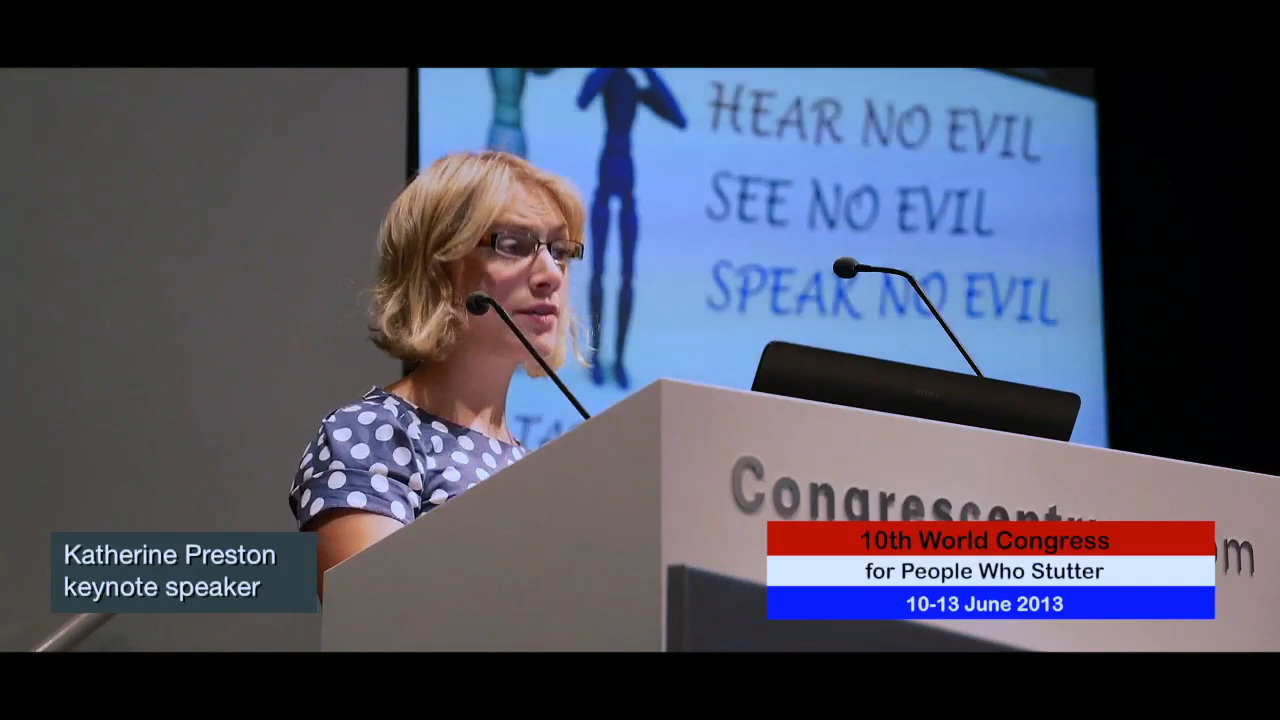 HEAR NO EVIL
SEE NO EVIL
SPEAK NO EVIL
Katherine Preston
keynote speaker
10th World Congress
for People Who Stutter
10-13 June 2013